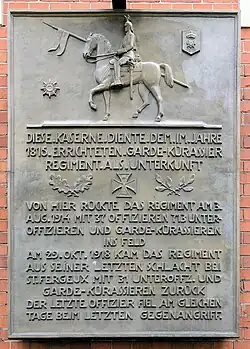 DIESE KASERNE DIENTE DEM IM JAHRE
1815 ERRICHTETEN GARDE-KÜRASSIER
REGIMENT ALS UNTERKUNFT
VON HIER RÜCKTE DAS REGIMENT AM 3.
AUG. 1914 MIT 37 OFFIZIEREN UNTER-
OFFIZIEREN UND GARDE-KÜRASSIEREN
INS FELD
AM 29. OKT. 1918 KAM DAS REGIMENT
AUS SEINER LETZTEN SCHLACHT BEI
ST. FERGEUX MIT 31 UNTEROFFZ. UND
GARDE-KÜRASSIEREN ZURÜCK
DER LETZTE OFFIZIER FIEL AM GLEICHEN
TAGE BEIM LETZTEN GEGENANGRIFF